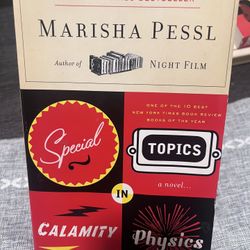 BESTSELLER
MARISHA PESSL
Author of NIGHT FILM
ONE OF THE 10 BEST
NEW YORK TIMES BOOK REVIEW
BOOKS OF THE YEAR
Special
TOPICS
a novel...
IN
CALAMITY
Physics